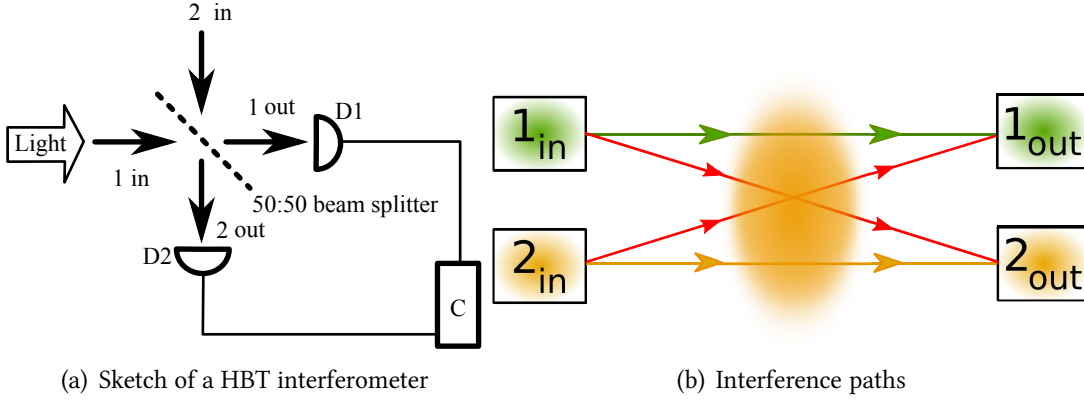 2 in
1 out
D1
Light
1 in
50:50 beam splitter
2 out
D2
C
(a) Sketch of a HBT interferometer
1in
1out
2in
2out
(b) Interference paths